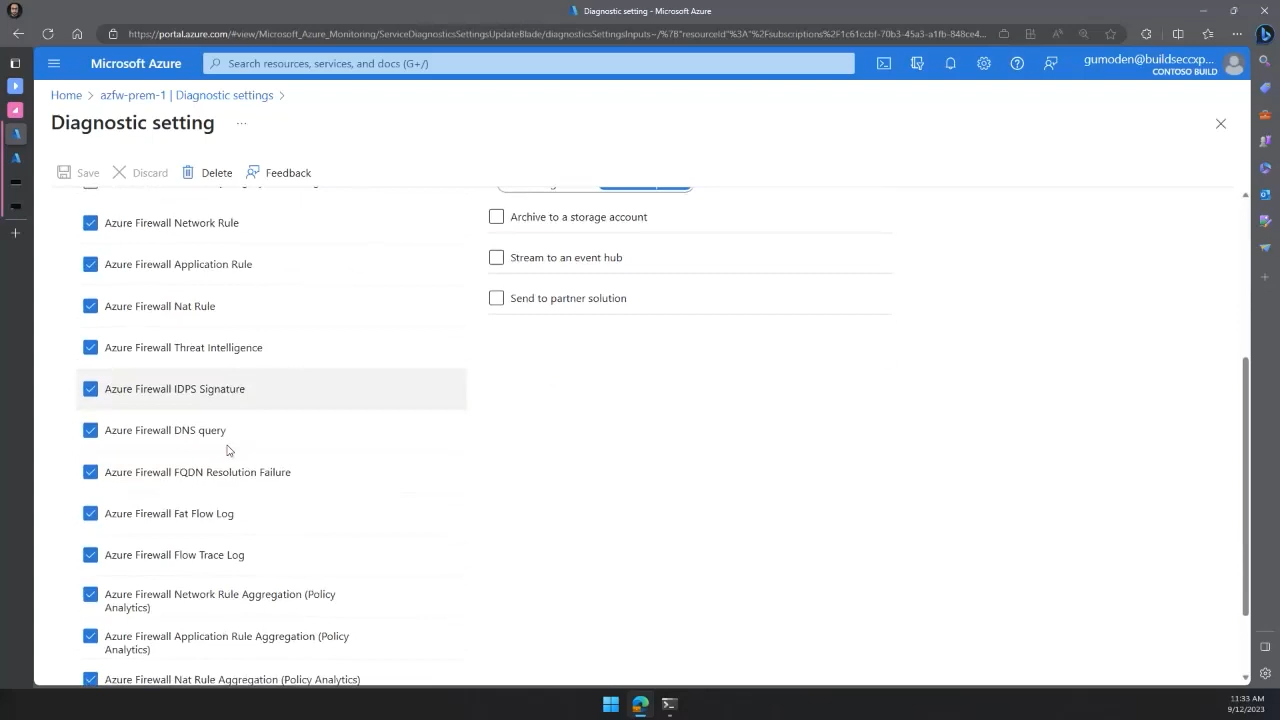 Diagnostic setting - Microsoft Azure
https://portal.azure.com/#view/Microsoft_Azure_Monitoring/ServiceDiagnosticsSettingsUpdateBlade/diagnosticsSettingsInputs~/%7B"resourceId"%3A"%2Fsubscriptions%2F1c61ccbf-70b3-45a3-a1fb-848ce4...
Microsoft Azure
Search resources, services, and docs (G+/)
gumoden@buildseccxp...
CONTOSO BUILD
Home > azfw-prem-1 | Diagnostic settings >
Diagnostic setting ...
Save Discard Delete Feedback
Azure Firewall Network Rule
Azure Firewall Application Rule
Azure Firewall Nat Rule
Azure Firewall Threat Intelligence
Azure Firewall IDPS Signature
Azure Firewall DNS query
Azure Firewall FQDN Resolution Failure
Azure Firewall Fat Flow Log
Azure Firewall Flow Trace Log
Azure Firewall Network Rule Aggregation (Policy
Analytics)
Azure Firewall Application Rule Aggregation (Policy
Analytics)
Azure Firewall Nat Rule Aggregation (Policy Analytics)
Archive to a storage account
Stream to an event hub
Send to partner solution
11:33 AM
9/12/2023